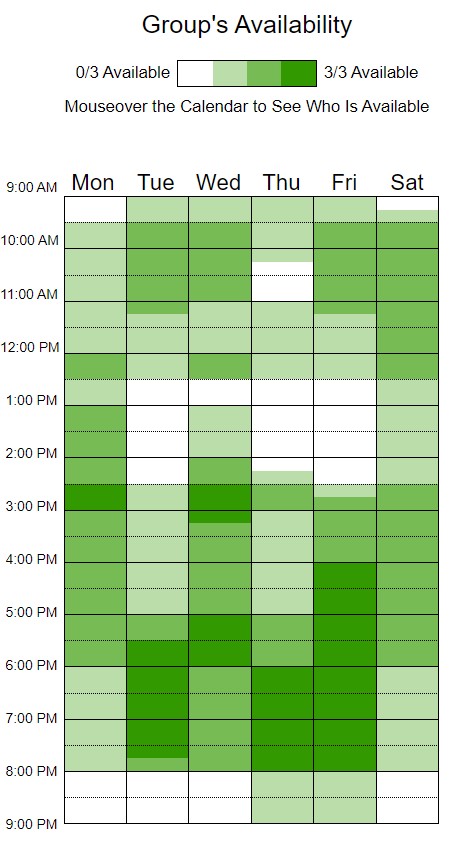 Group's Availability
0/3 Available 3/3 Available
Mouseover the Calendar to See Who Is Available
Mon Tue Wed Thu Fri Sat
9:00 AM
10:00 AM
11:00 AM
12:00 PM
1:00 PM
2:00 PM
3:00 PM
4:00 PM
5:00 PM
6:00 PM
7:00 PM
8:00 PM
9:00 PM